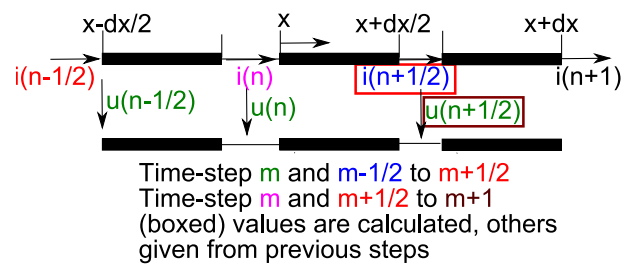 x-dx/2 x x+dx/2 x+dx
i(n-1/2) i(n) i(n+1/2) i(n+1)
u(n-1/2) u(n) u(n+1/2)
Time-step m and m-1/2 to m+1/2
Time-step m and m+1/2 to m+1
(boxed) values are calculated, others
given from previous steps